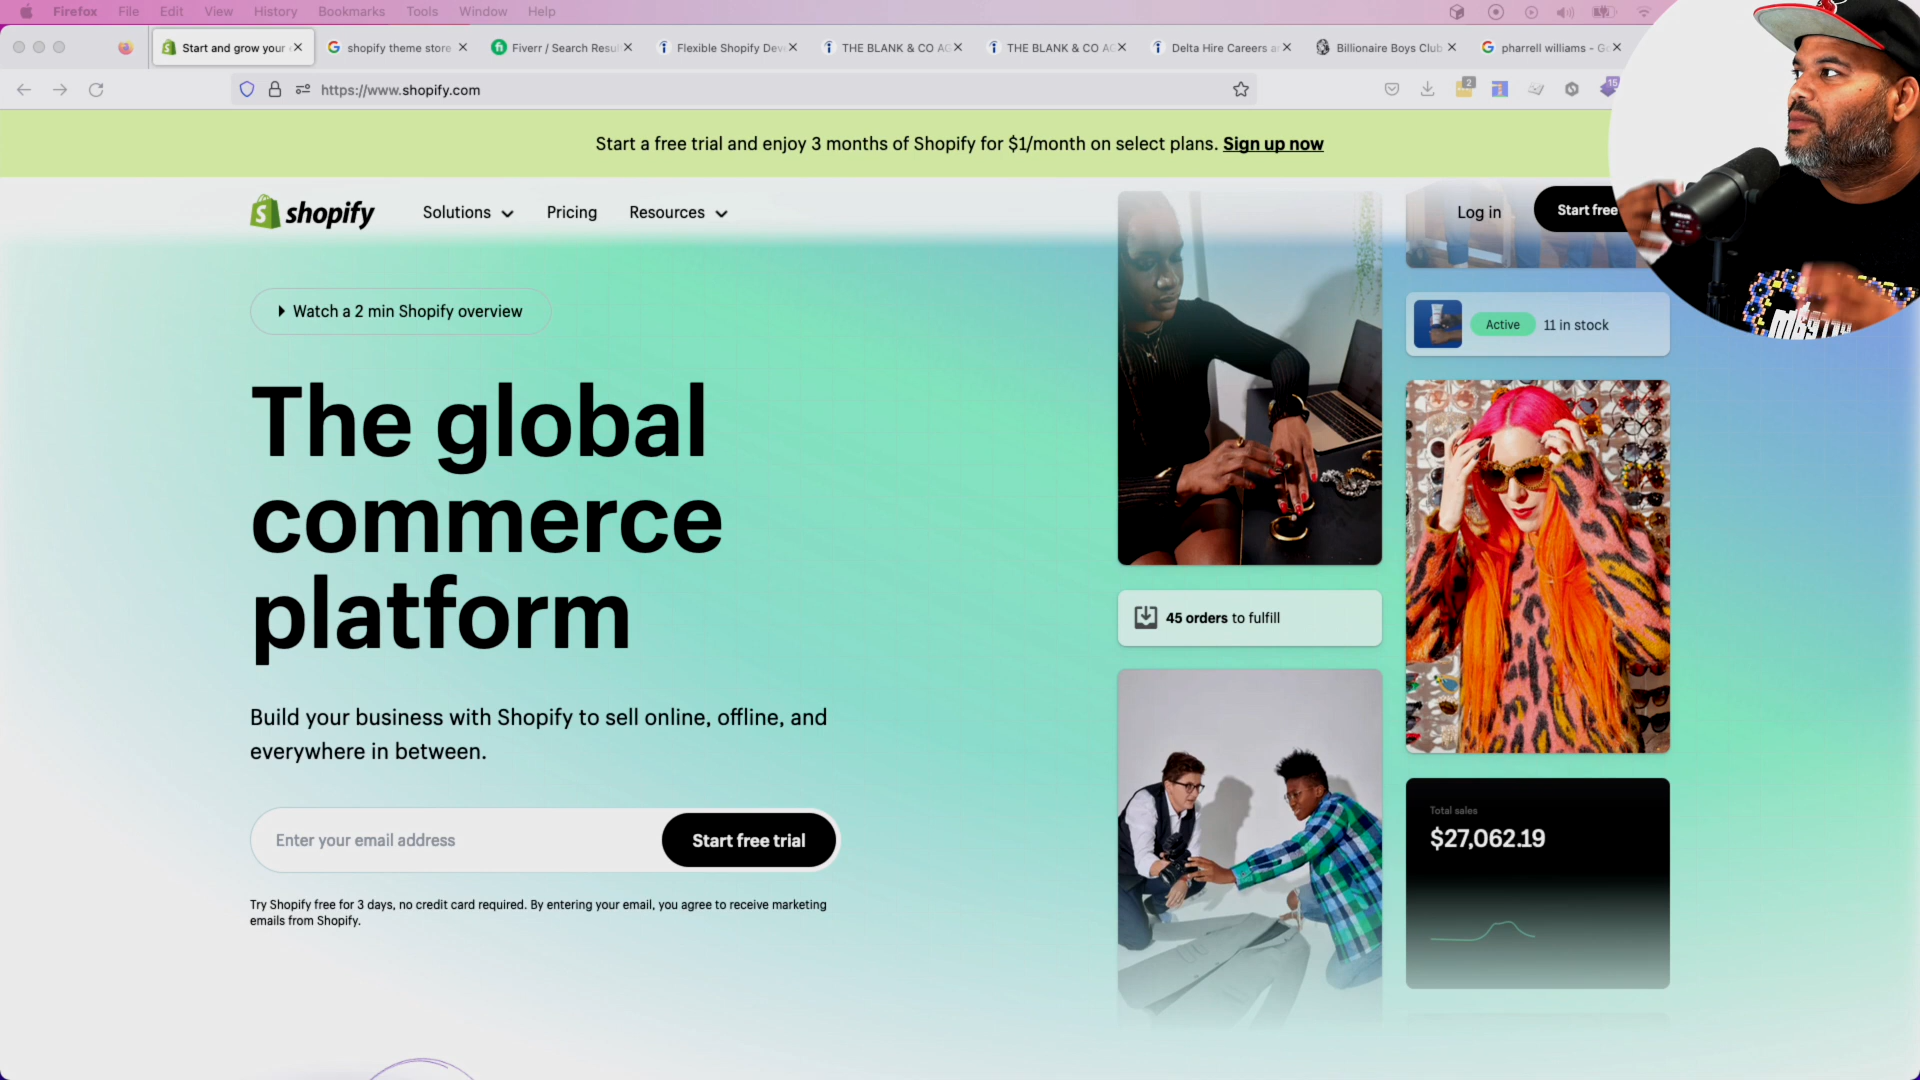 Firefox File Edit View History Bookmarks Tools Window Help
Start and grow your
shopify theme store
Fiverr / Search Resul
Flexible Shopify Dev
THE BLANK & CO AG
THE BLANK & CO AG
Delta Hire Careers a
Billionaire Boys Club
pharrell williams - G
https://www.shopify.com
2
15
Start a free trial and enjoy 3 months of Shopify for $1/month on select plans. Sign up now
shopify
Solutions
Pricing
Resources
Log in
Start free
Watch a 2 min Shopify overview
Active
11 in stock
The global
commerce
platform
Build your business with Shopify to sell online, offline, and
everywhere in between.
Enter your email address
Start free trial
Try Shopify free for 3 days, no credit card required. By entering your email, you agree to receive marketing
emails from Shopify.
45 orders to fulfill
Total sales
$27,062.19